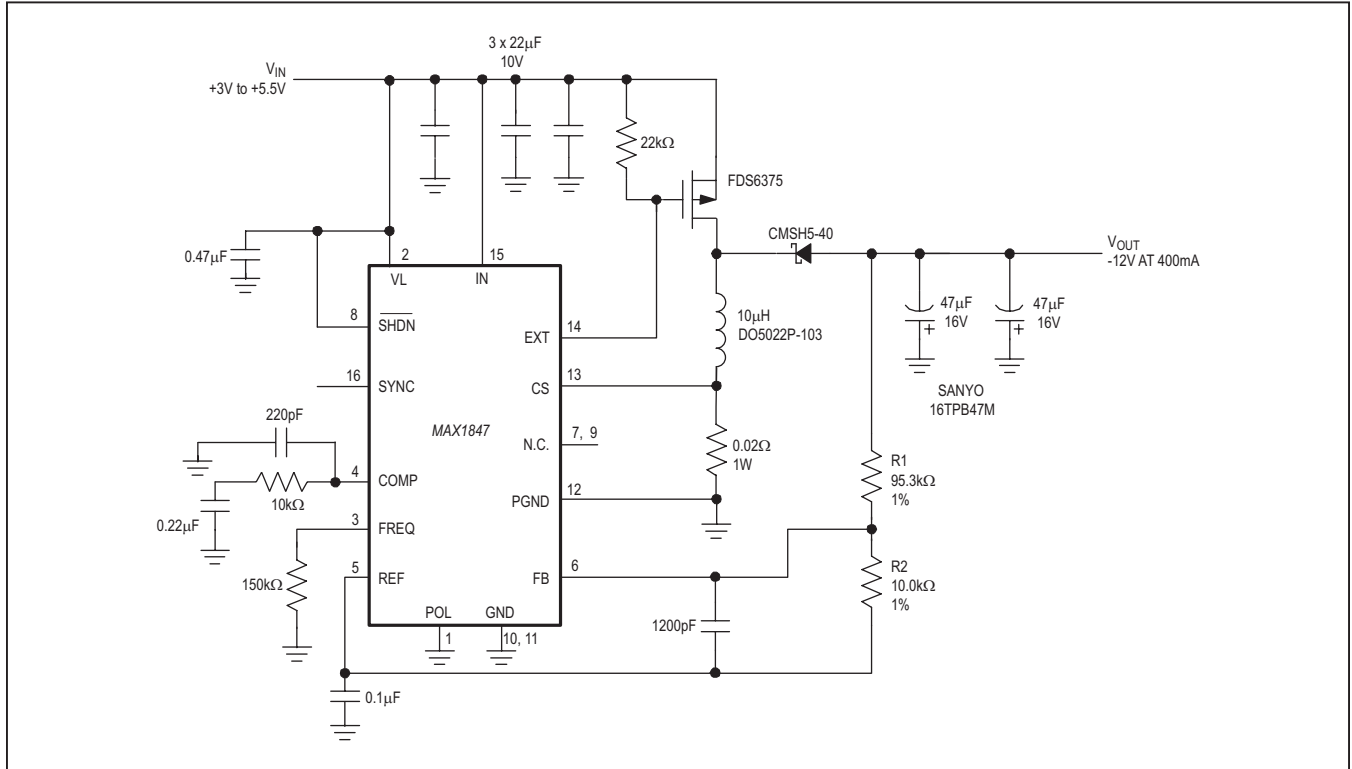 3 x 22μF
10V
VIN
+3V to +5.5V
22kΩ
FDS6375
CMSH5-40
VOUT
-12V AT 400mA
0.47μF
2
15
VL
IN
47μF
16V
47μF
16V
8
SHDN
10μH
DO5022P-103
14
EXT
13
CS
16
SYNC
SANYO
16TPB47M
220pF
MAX1847
7, 9
N.C.
0.02Ω
1W
R1
95.3kΩ
1%
4
COMP
10kΩ
12
PGND
0.22μF
3
FREQ
5
REF
6
FB
R2
10.0kΩ
1%
150kΩ
POL
GND
1
10, 11
1200pF
0.1μF